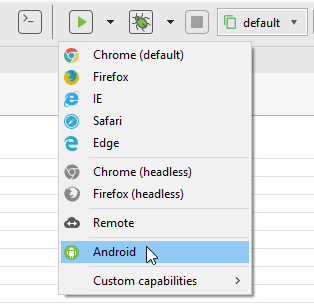 default
Chrome (default)
Firefox
IE
Safari
Edge
Chrome (headless)
Firefox (headless)
Remote
Android
Custom capabilities